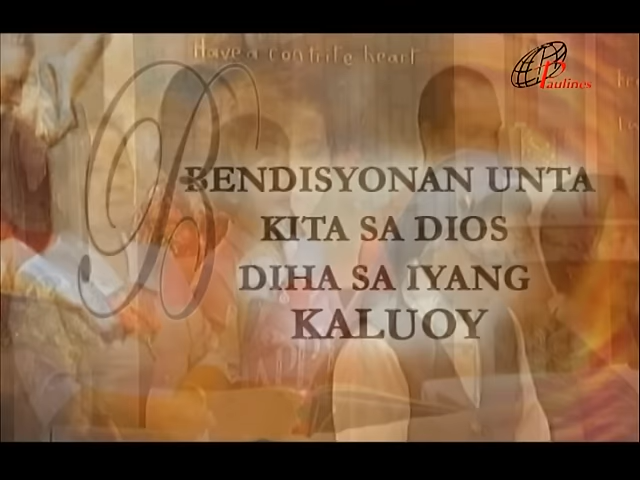 Have a contrite heart
Paulines
BENDISYONAN UNTA
KITA SA DIOS
DIHA SA IYANG
KALUOY